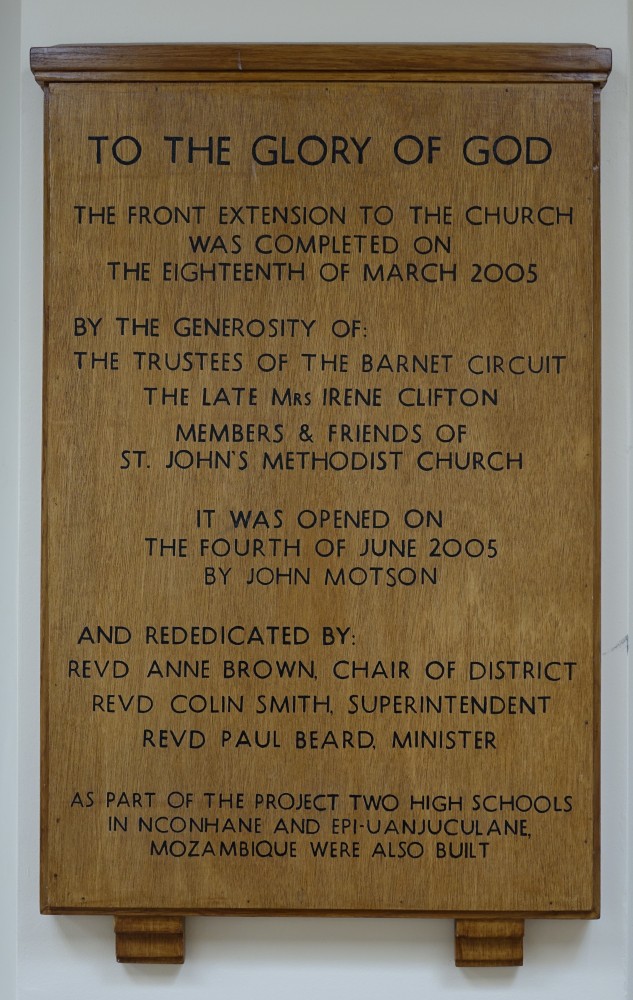 TO THE GLORY OF GOD
THE FRONT EXTENSION TO THE CHURCH
WAS COMPLETED ON
THE EIGHTEENTH OF MARCH 2005
BY THE GENEROSITY OF:
THE TRUSTEES OF THE BARNET CIRCUIT
THE LATE MRS IRENE CLIFTON
MEMBERS & FRIENDS OF
ST. JOHN'S METHODIST CHURCH
IT WAS OPENED ON
THE FOURTH OF JUNE 2005
BY JOHN MOTSON
AND REDEDICATED BY:
REVD ANNE BROWN, CHAIR OF DISTRICT
REVD COLIN SMITH, SUPERINTENDENT
REVD PAUL BEARD, MINISTER
AS PART OF THE PROJECT TWO HIGH SCHOOLS
IN NCONHANE AND EPI-UANJUCULANE,
MOZAMBIQUE WERE ALSO BUILT